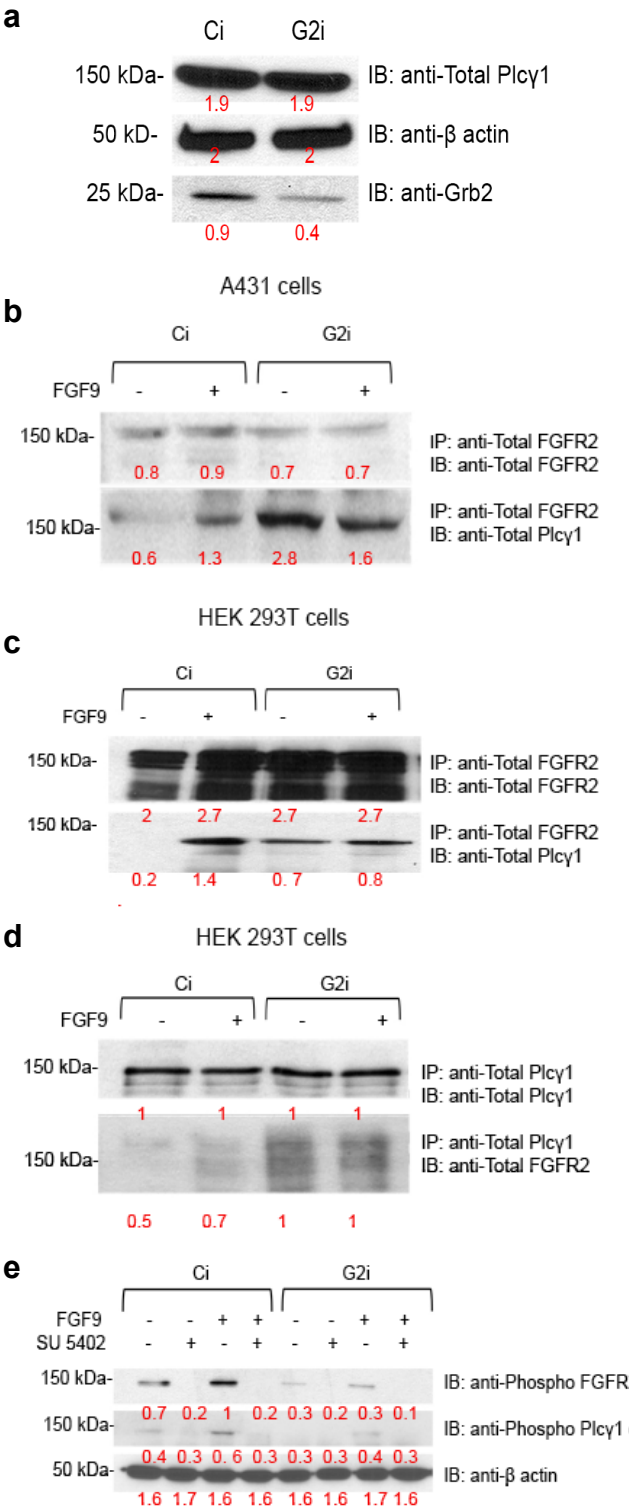 a
Ci G2i
150 kDa- IB: anti-Total Plcγ1
1.9 1.9
50 kD- IB: anti-β actin
2 2
25 kDa- IB: anti-Grb2
0.9 0.4
A431 cells
b
Ci G2i
FGF9 - + - +
150 kDa- IP: anti-Total FGFR2
IB: anti-Total FGFR2
0.8 0.9 0.7 0.7
150 kDa- IP: anti-Total FGFR2
IB: anti-Total Plcγ1
0.6 1.3 2.8 1.6
HEK 293T cells
c
Ci G2i
FGF9 - + - +
150 kDa- IP: anti-Total FGFR2
IB: anti-Total FGFR2
2 2.7 2.7 2.7
150 kDa- IP: anti-Total FGFR2
IB: anti-Total Plcγ1
0.2 1.4 0. 7 0.8
d
HEK 293T cells
Ci G2i
FGF9 - + - +
150 kDa- IP: anti-Total Plcγ1
IB: anti-Total Plcγ1
1 1 1 1
150 kDa- IP: anti-Total Plcγ1
IB: anti-Total FGFR2
0.5 0.7 1 1
e
Ci G2i
FGF9 - - + + - - + +
SU 5402 - + - + - + - +
150 kDa- IB: anti-Phospho FGFR
0.7 0.2 1 0.2 0.3 0.2 0.3 0.1
150 kDa- IB: anti-Phospho Plcγ1
0.4 0.3 0. 6 0.3 0.3 0.3 0.4 0.3
50 kDa- IB: anti-β actin
1.6 1.7 1.6 1.6 1.6 1.6 1.7 1.6